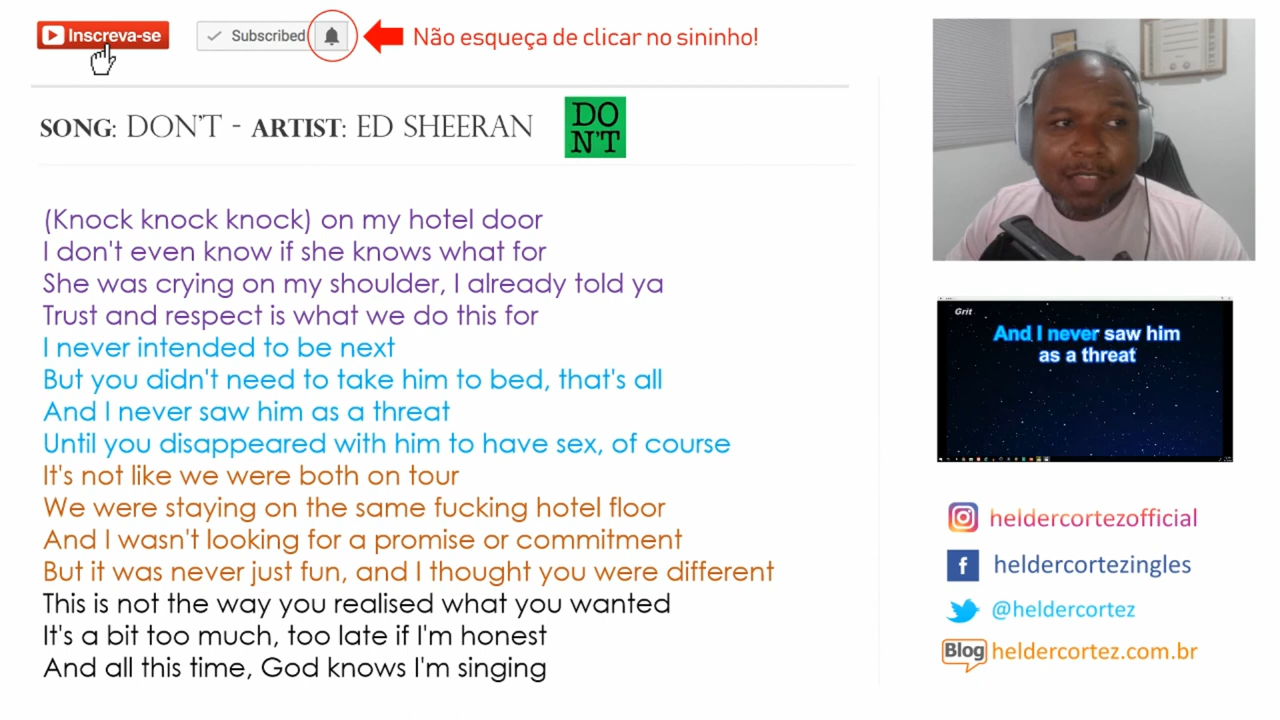 Inscreva-se
Subscribed
Não esqueça de clicar no sininho!
SONG: DON'T - ARTIST: ED SHEERAN
DO
N'T
(Knock knock knock) on my hotel door
I don't even know if she knows what for
She was crying on my shoulder, I already told ya
Trust and respect is what we do this for
I never intended to be next
But you didn't need to take him to bed, that's all
And I never saw him as a threat
Until you disappeared with him to have sex, of course
It's not like we were both on tour
We were staying on the same fucking hotel floor
And I wasn't looking for a promise or commitment
But it was never just fun, and I thought you were different
This is not the way you realised what you wanted
It's a bit too much, too late if I'm honest
And all this time, God knows I'm singing
Grit
And I never saw him
as a threat
heldercortezofficial
f heldercortezingles
@heldercortez
Blog heldercortez.com.br